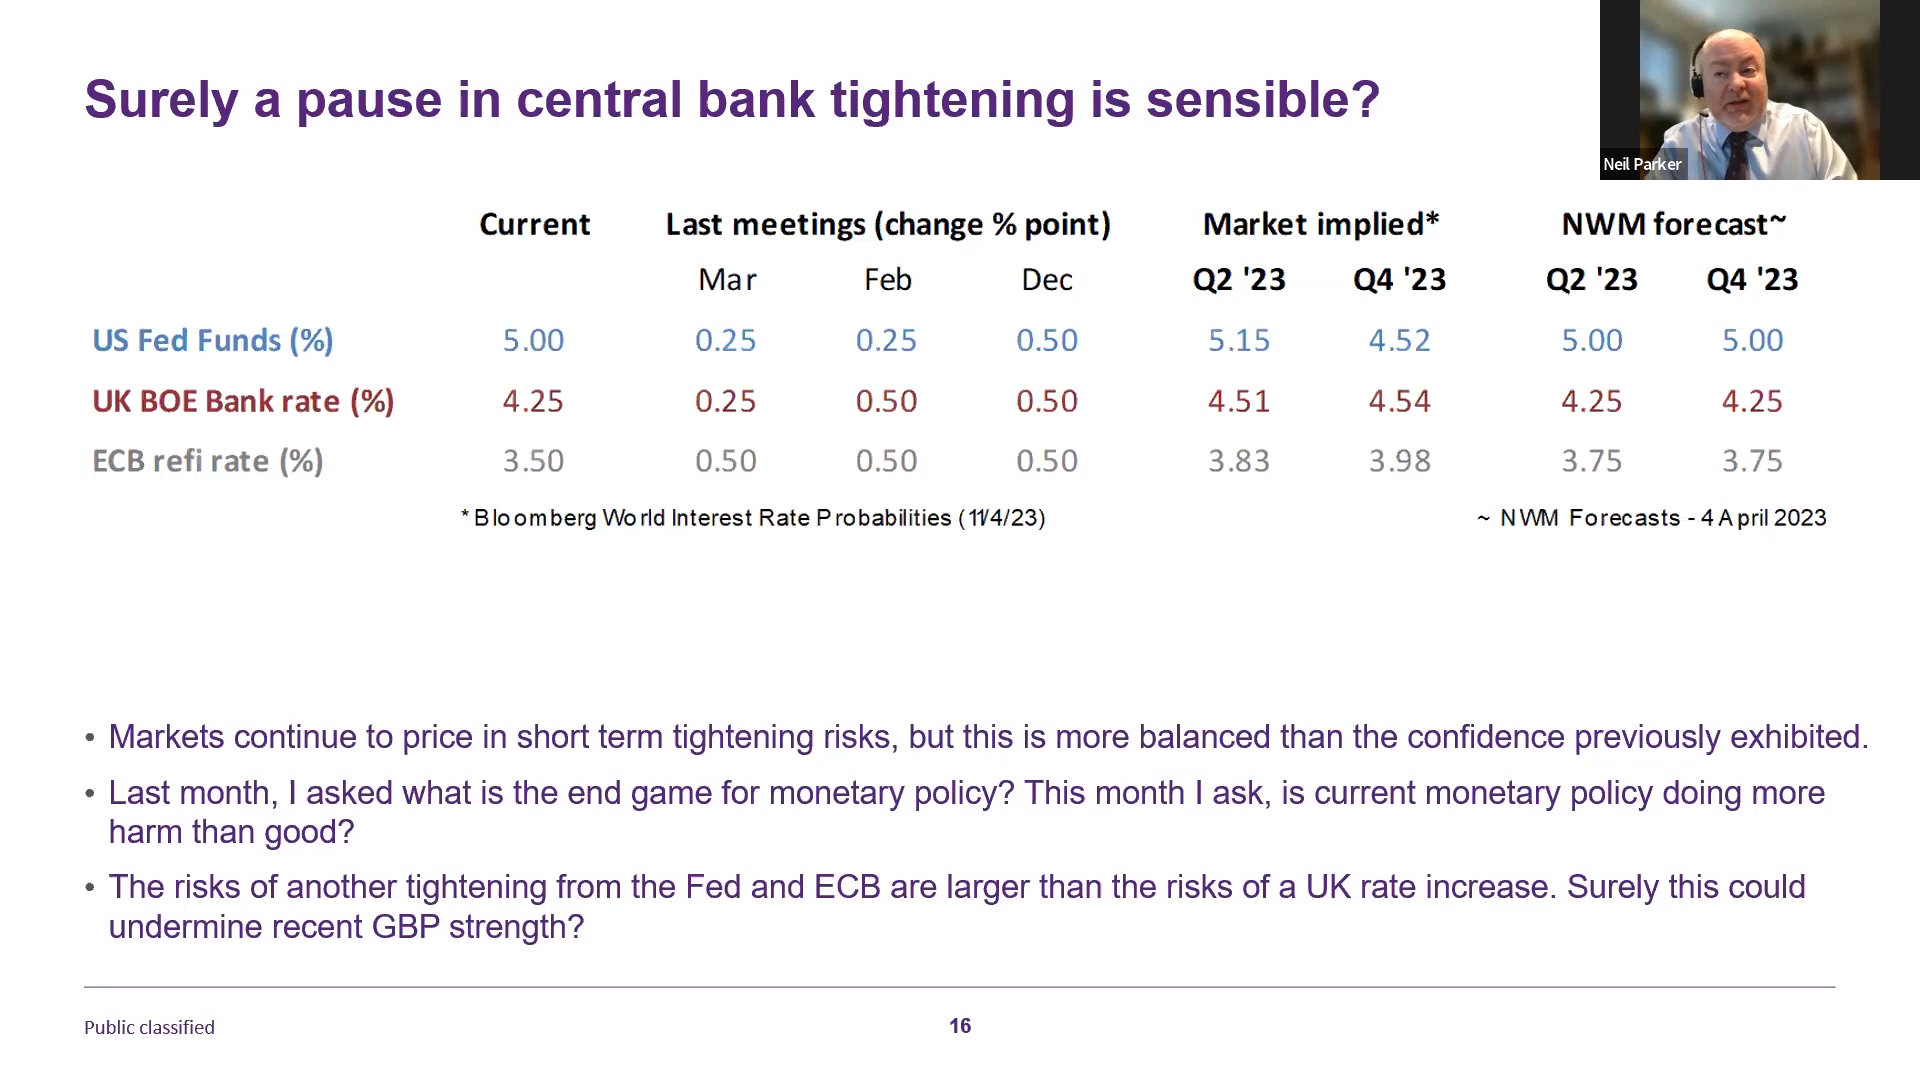 Surely a pause in central bank tightening is sensible?
Neil Parker
Current Last meetings (change % point) Market implied* NWM forecast~
Mar Feb Dec Q2 '23 Q4 '23 Q2 '23 Q4 '23
US Fed Funds (%) 5.00 0.25 0.25 0.50 5.15 4.52 5.00 5.00
UK BOE Bank rate (%) 4.25 0.25 0.50 0.50 4.51 4.54 4.25 4.25
ECB refi rate (%) 3.50 0.50 0.50 0.50 3.83 3.98 3.75 3.75
* Bloomberg World Interest Rate Probabilities (11/4/23) ~ NWM Forecasts - 4 April 2023
• Markets continue to price in short term tightening risks, but this is more balanced than the confidence previously exhibited.
• Last month, I asked what is the end game for monetary policy? This month I ask, is current monetary policy doing more
harm than good?
• The risks of another tightening from the Fed and ECB are larger than the risks of a UK rate increase. Surely this could
undermine recent GBP strength?
Public classified 16